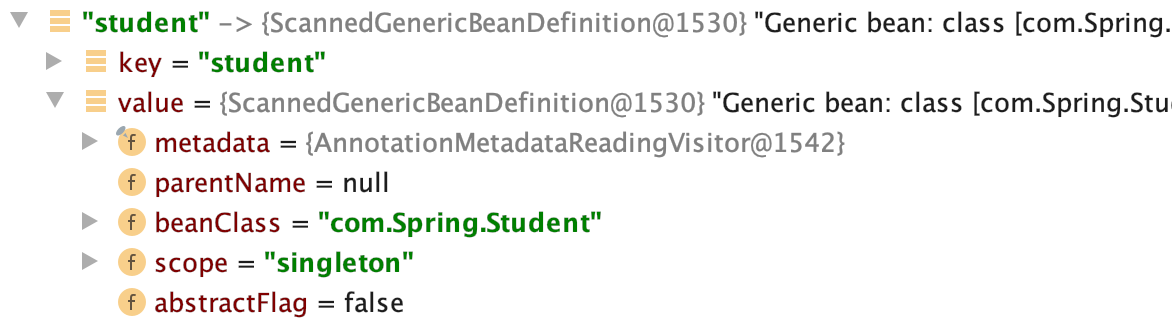 "student" -> {ScannedGenericBeanDefinition@1530} "Generic bean: class [com.Spring.
key = "student"
value = {ScannedGenericBeanDefinition@1530} "Generic bean: class [com.Spring.Stu
f metadata = {AnnotationMetadataReadingVisitor@1542}
f parentName = null
f beanClass = "com.Spring.Student"
f scope = "singleton"
f abstractFlag = false